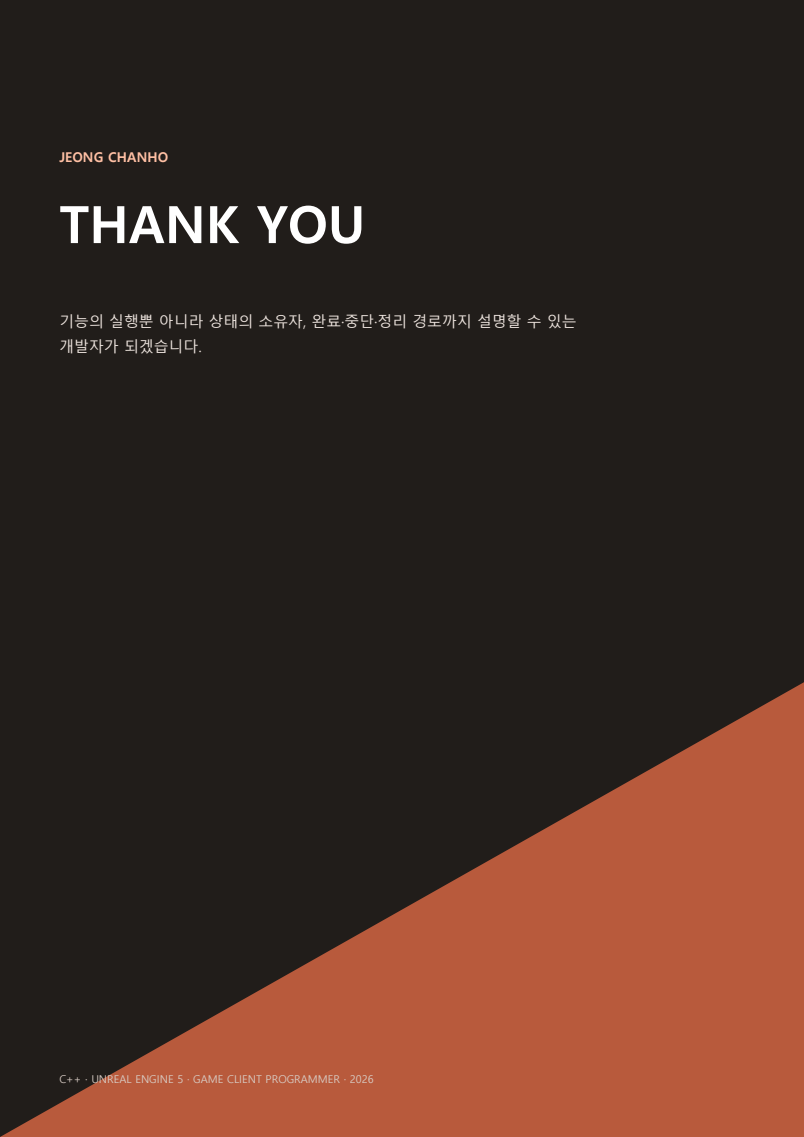 JEONG CHANHO
THANK YOU
기능의 실행뿐 아니라 상태의 소유자, 완료·중단·정리 경로까지 설명할 수 있는
개발자가 되겠습니다.
C++ · UNREAL ENGINE 5 · GAME CLIENT PROGRAMMER · 2026